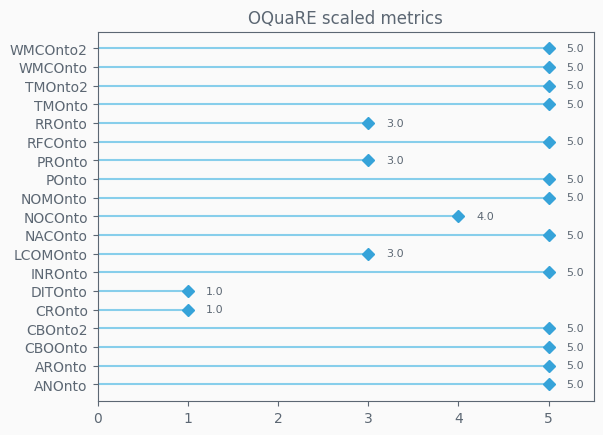 OQuaRE scaled metrics
WMCOnto2 5.0
WMCOnto 5.0
TMOnto2 5.0
TMOnto 5.0
RROnto 3.0
RFCOnto 5.0
PROnto 3.0
POnto 5.0
NOMOnto 5.0
NOCOnto 4.0
NACOnto 5.0
LCOMOnto 3.0
INROnto 5.0
DITOnto 1.0
CROnto 1.0
CBOnto2 5.0
CBOOnto 5.0
AROnto 5.0
ANOnto 5.0
0 1 2 3 4 5